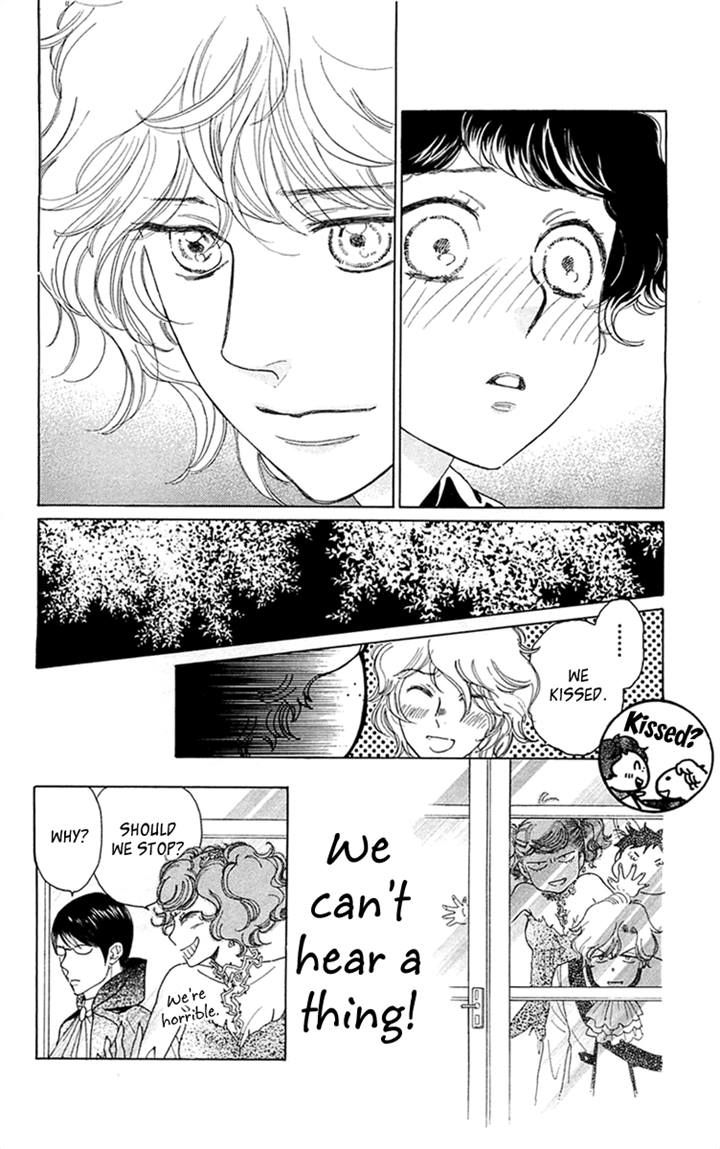 ......
WE
KISSED.
Kissed?
WHY?
SHOULD
WE STOP?
We're
horrible.
We
can't
hear a
thing!